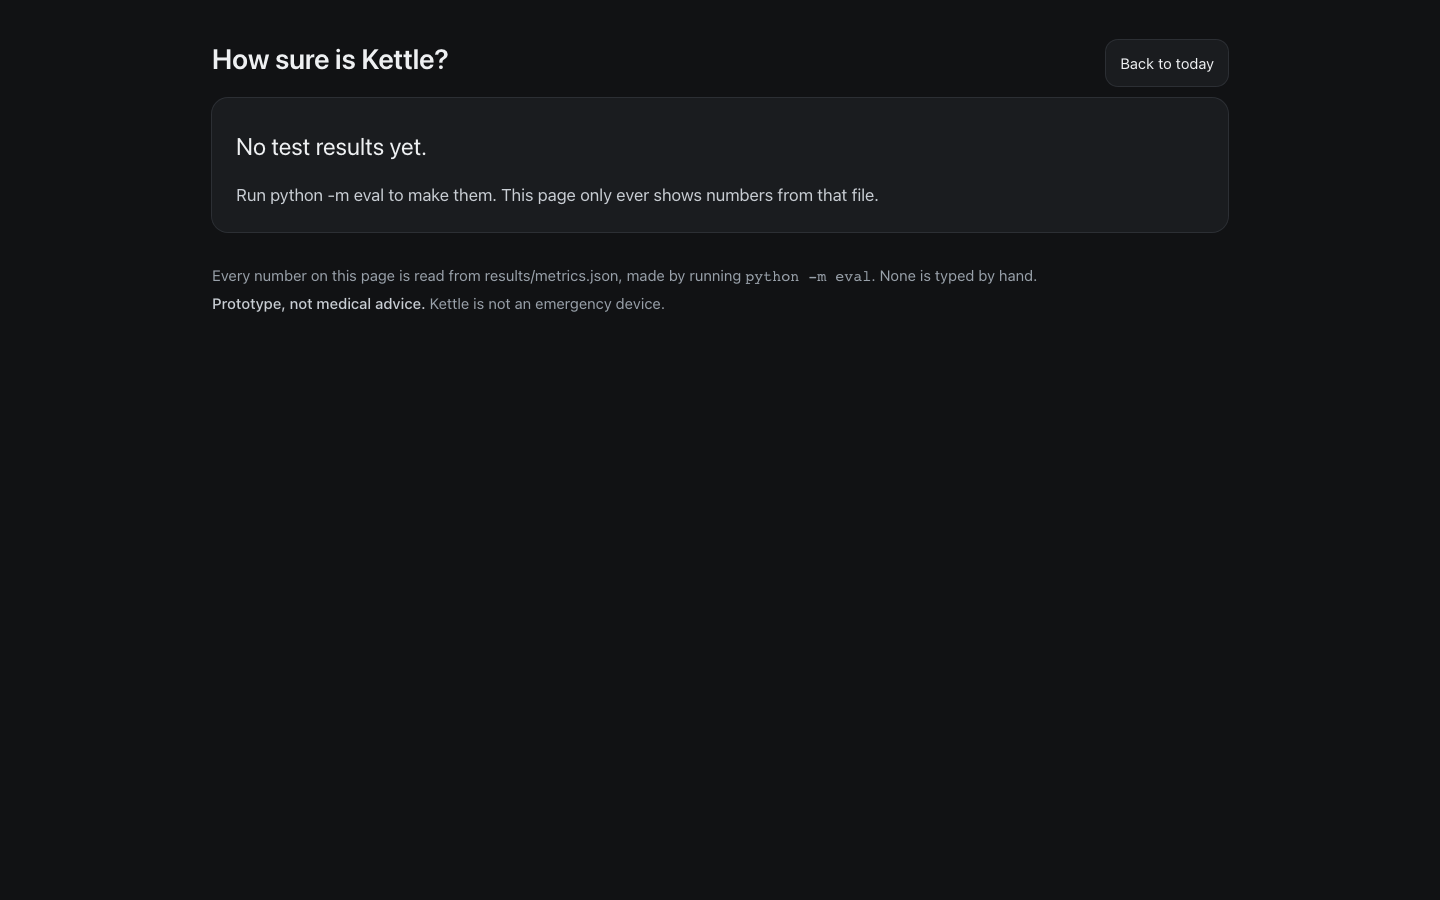 How sure is Kettle?
Back to today
No test results yet.
Run python -m eval to make them. This page only ever shows numbers from that file.
Every number on this page is read from results/metrics.json, made by running python -m eval. None is typed by hand.
Prototype, not medical advice. Kettle is not an emergency device.